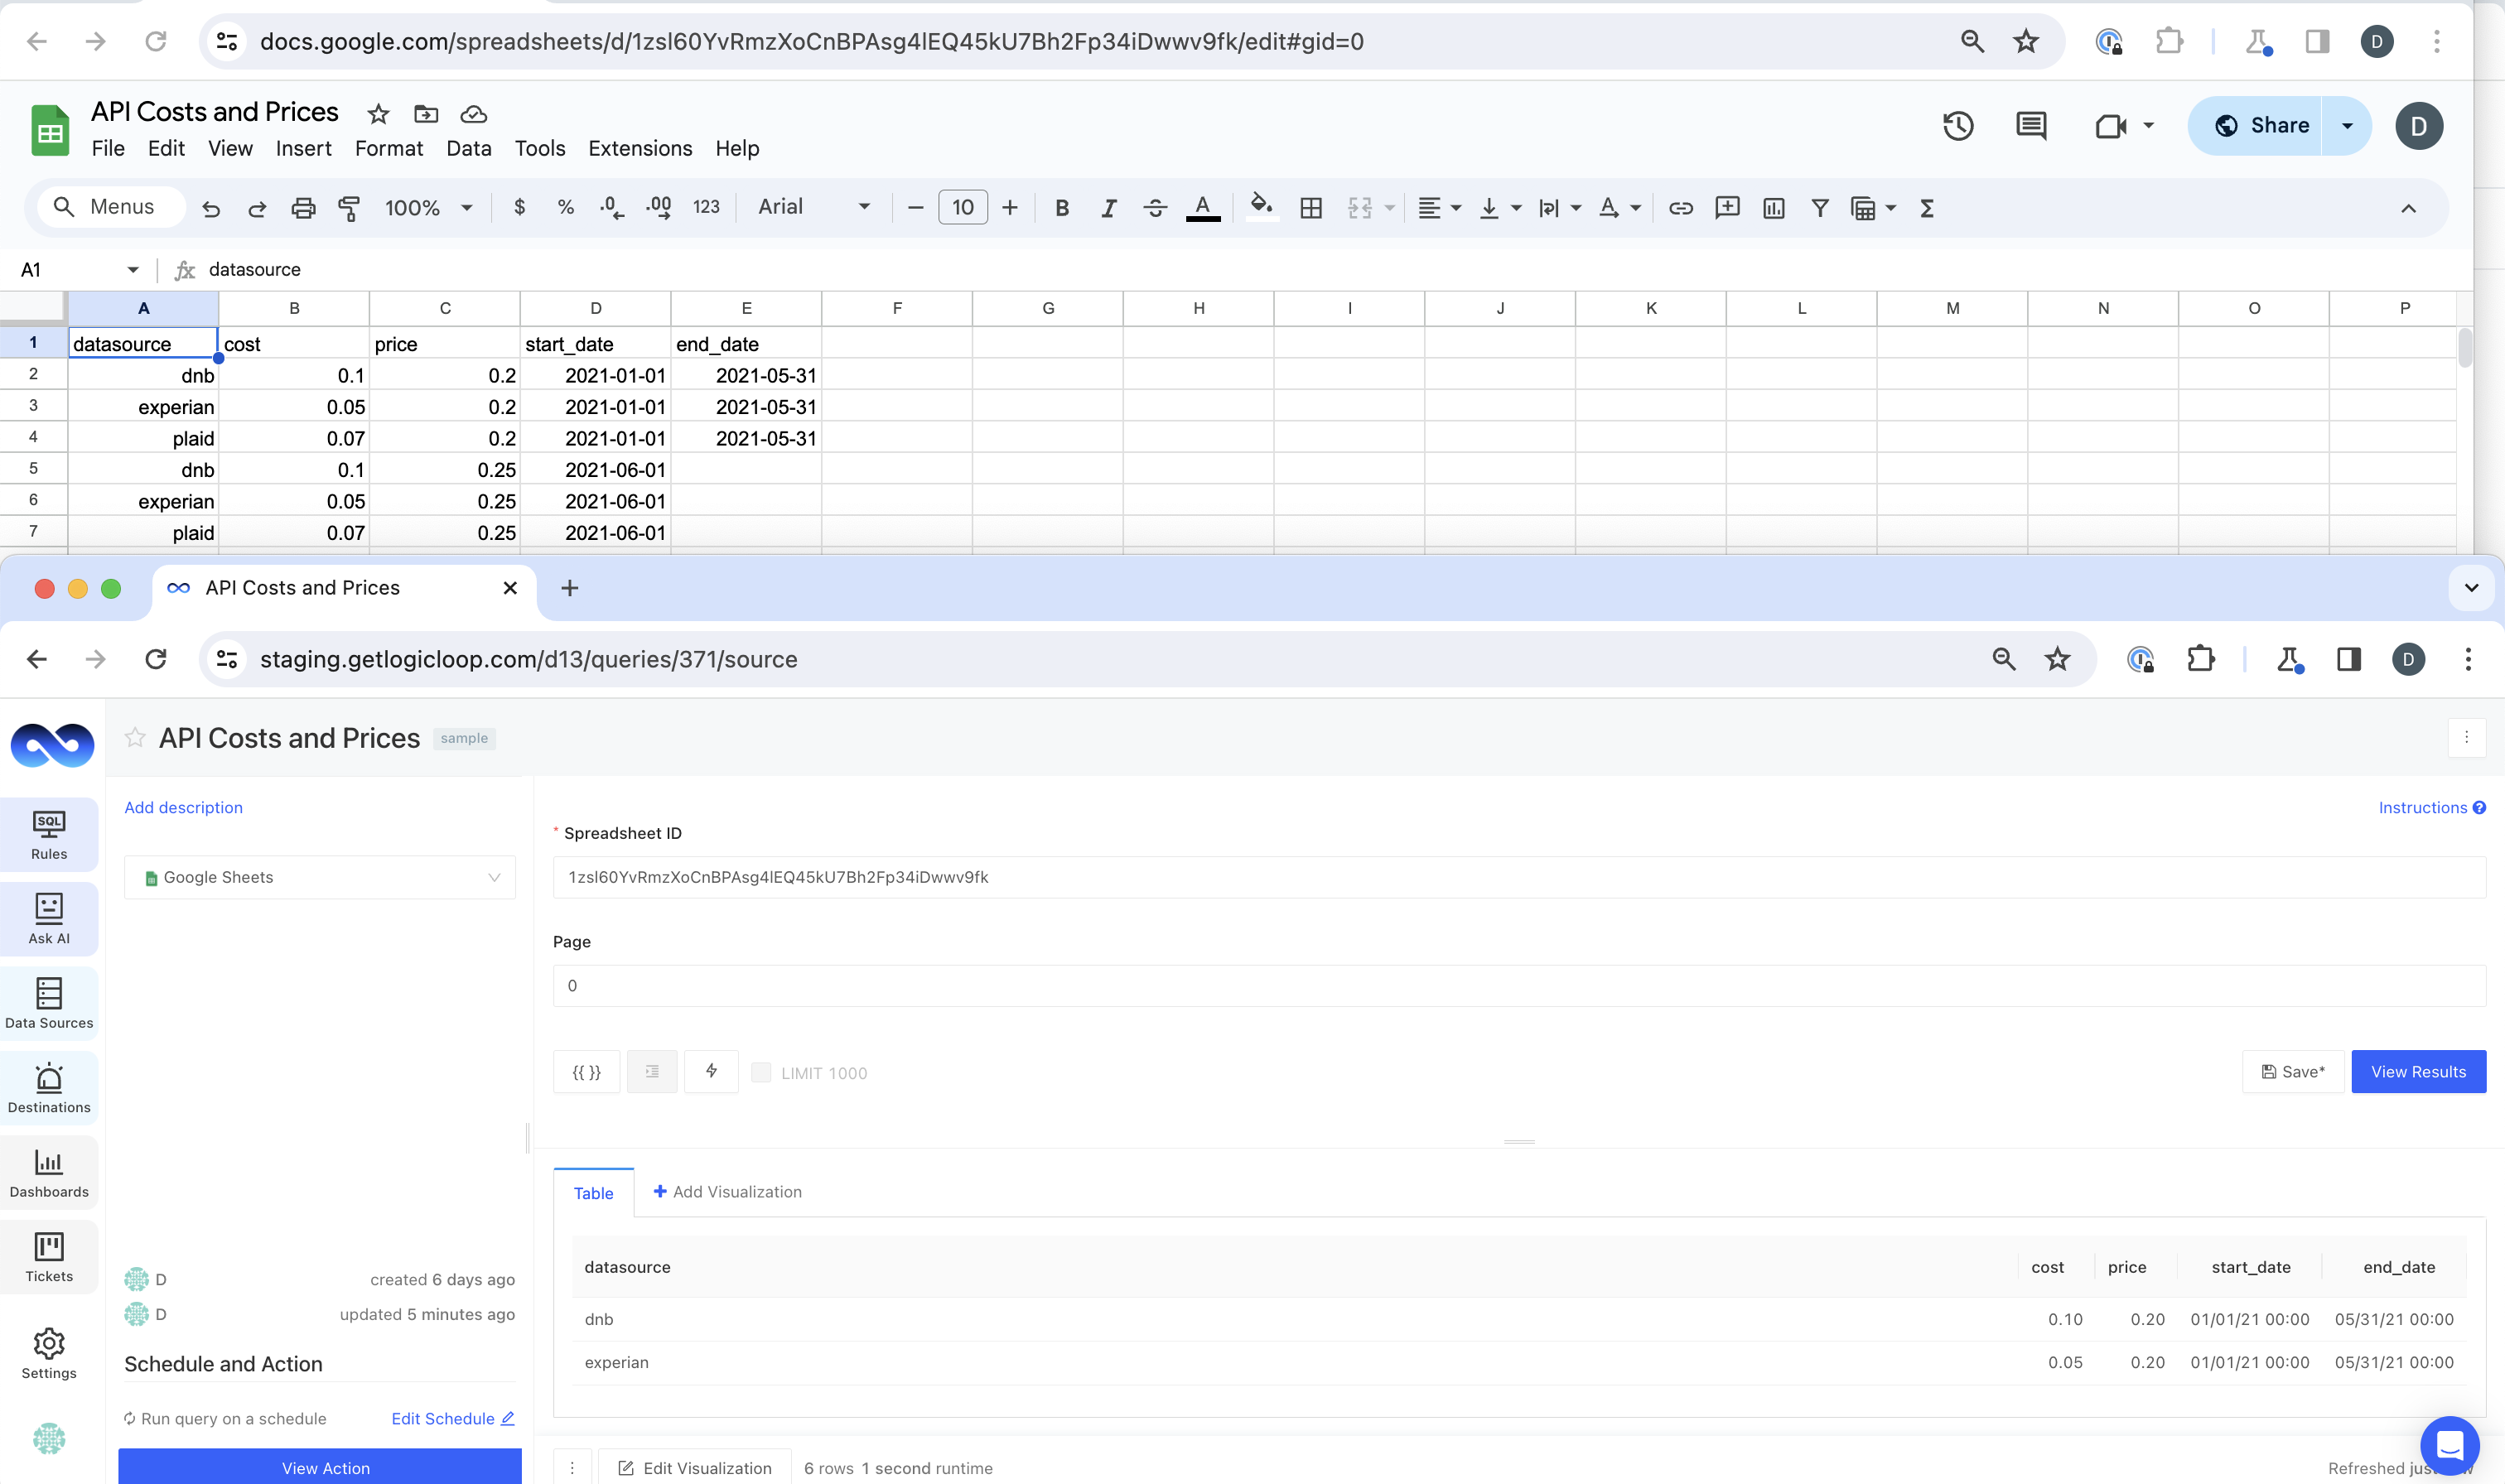 docs.google.com/spreadsheets/d/1zsl60YvRmzXoCnBPAsg4lEQ45kU7Bh2Fp34iDwwv9fk/edit#gid=0
D
API Costs and Prices
File Edit View Insert Format Data Tools Extensions Help
Share
D
Menus 100% $ % .0 .00 123 Arial 10 B I S A
A1 fx datasource
A B C D E F G H I J K L M N O P
1 datasource cost price start_date end_date
2 dnb 0.1 0.2 2021-01-01 2021-05-31
3 experian 0.05 0.2 2021-01-01 2021-05-31
4 plaid 0.07 0.2 2021-01-01 2021-05-31
5 dnb 0.1 0.25 2021-06-01
6 experian 0.05 0.25 2021-06-01
7 plaid 0.07 0.25 2021-06-01
API Costs and Prices
staging.getlogicloop.com/d13/queries/371/source
D
API Costs and Prices sample
SQL
Rules
Ask AI
Data Sources
Destinations
Dashboards
Tickets
Settings
Add description
Google Sheets
D created 6 days ago
D updated 5 minutes ago
Schedule and Action
Run query on a schedule Edit Schedule
View Action
Instructions
* Spreadsheet ID
1zsl60YvRmzXoCnBPAsg4lEQ45kU7Bh2Fp34iDwwv9fk
Page
0
{{ }} LIMIT 1000 Save* View Results
Table Add Visualization
datasource cost price start_date end_date
dnb 0.10 0.20 01/01/21 00:00 05/31/21 00:00
experian 0.05 0.20 01/01/21 00:00 05/31/21 00:00
Edit Visualization 6 rows 1 second runtime Refreshed